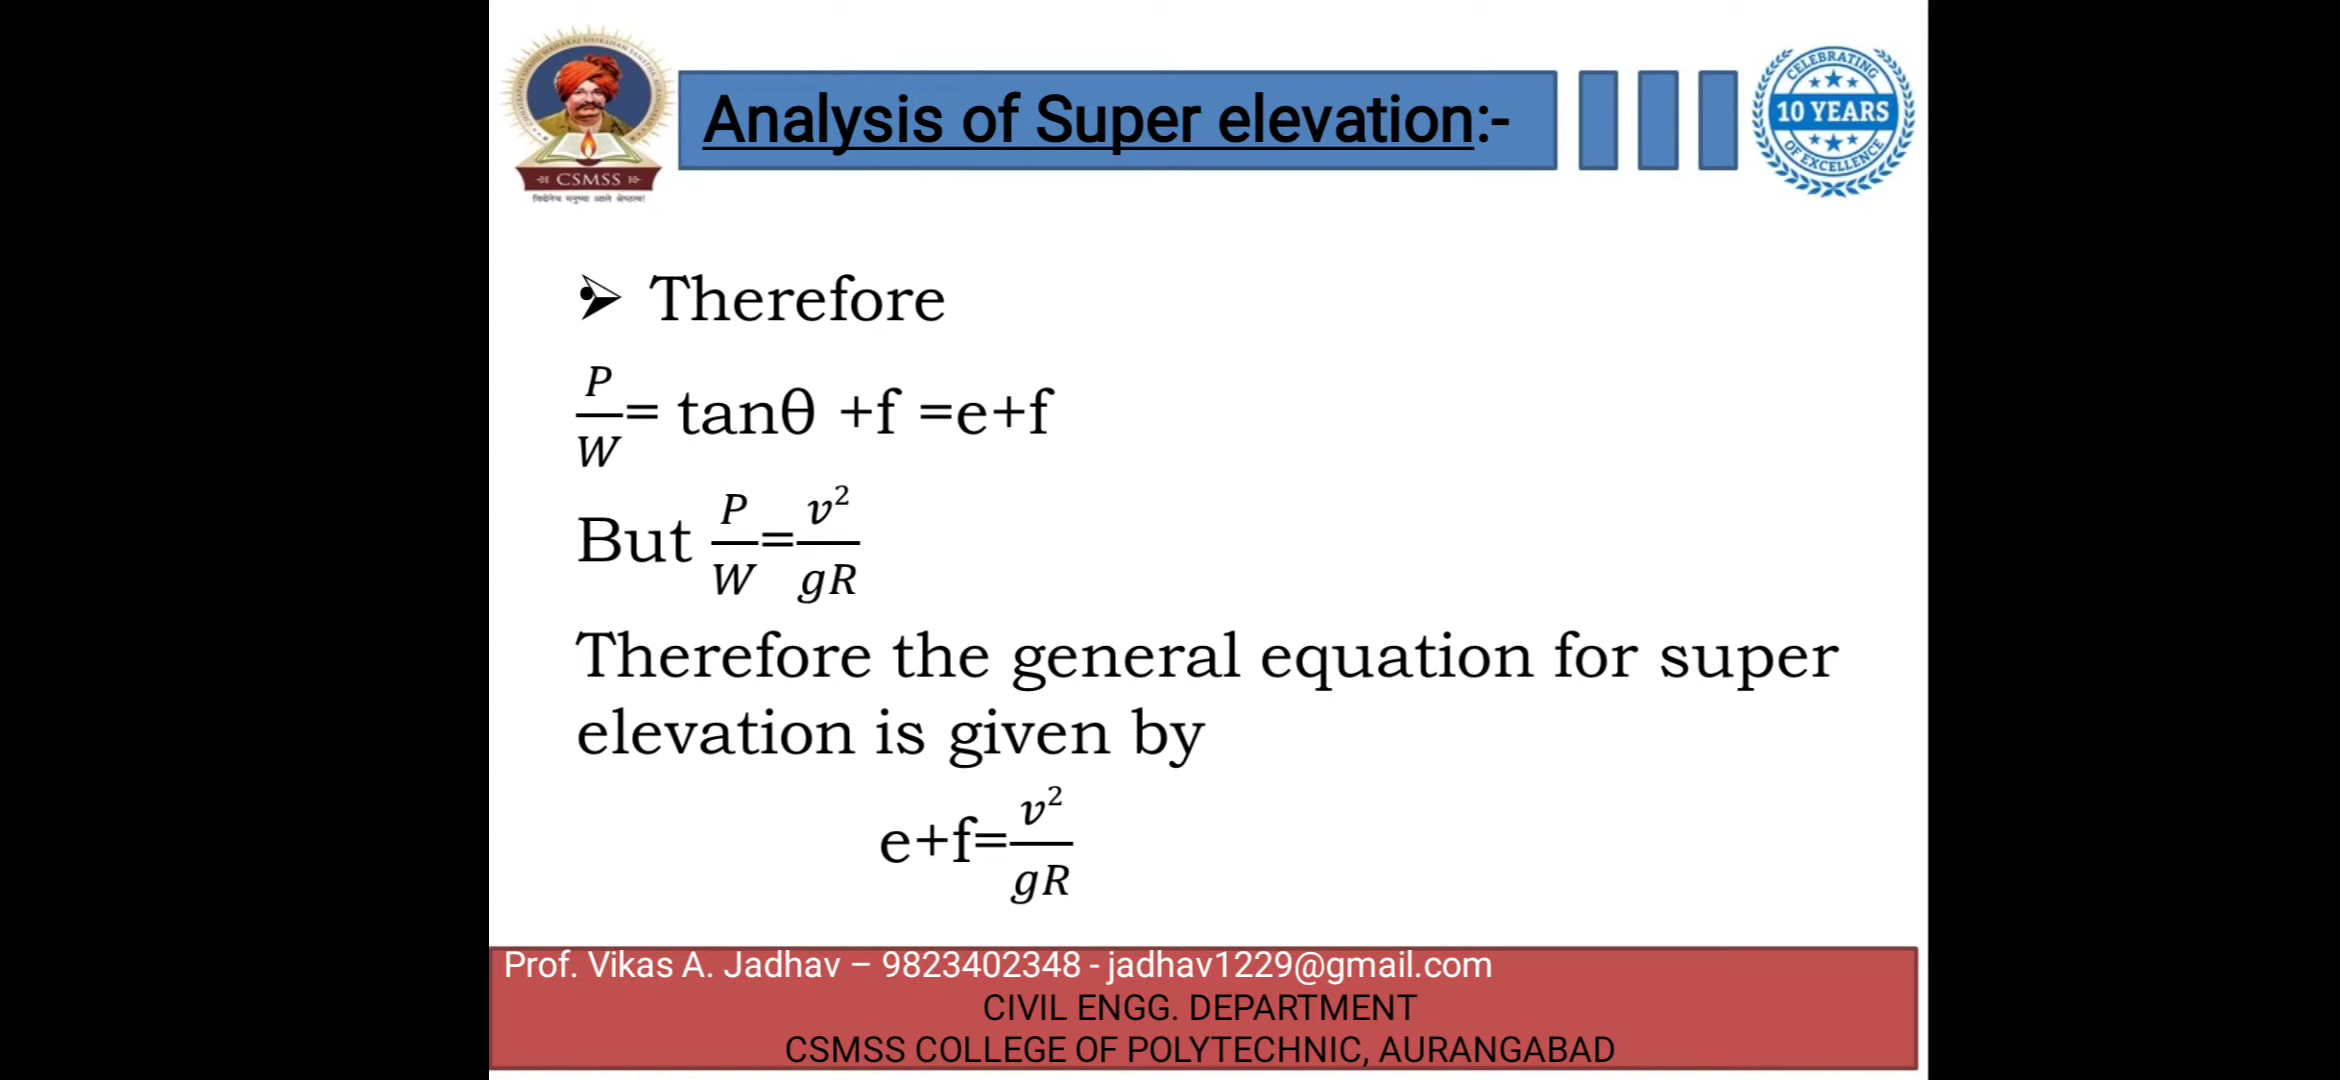 CSMSS
CELEBRATING
10 YEARS
OF EXCELLENCE
Analysis of Super elevation:-
➢ Therefore
P/W= tanθ +f =e+f
But P/W=v²/gR
Therefore the general equation for super
elevation is given by
e+f=v²/gR
Prof. Vikas A. Jadhav – 9823402348 - jadhav1229@gmail.com
CIVIL ENGG. DEPARTMENT
CSMSS COLLEGE OF POLYTECHNIC, AURANGABAD